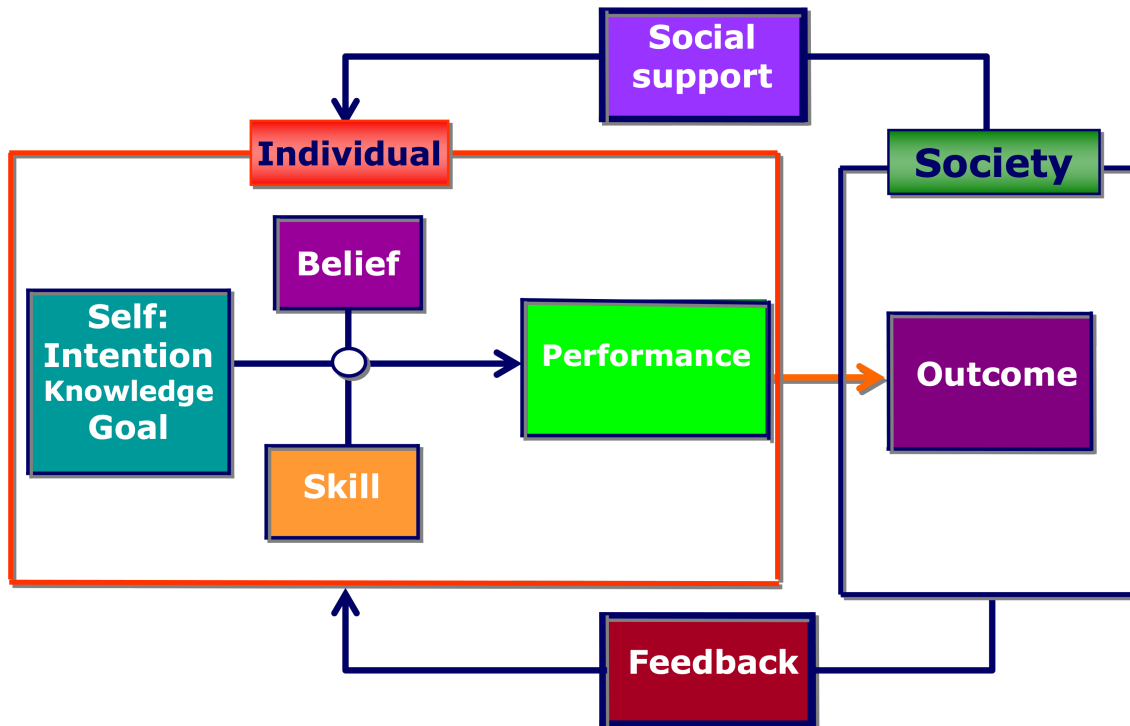 Social
support
Individual
Society
Belief
Self:
Intention
Knowledge
Goal
Performance
Outcome
Skill
Feedback